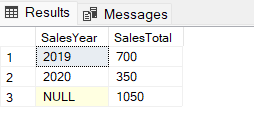 Results Messages
SalesYear SalesTotal
1 2019 700
2 2020 350
3 NULL 1050